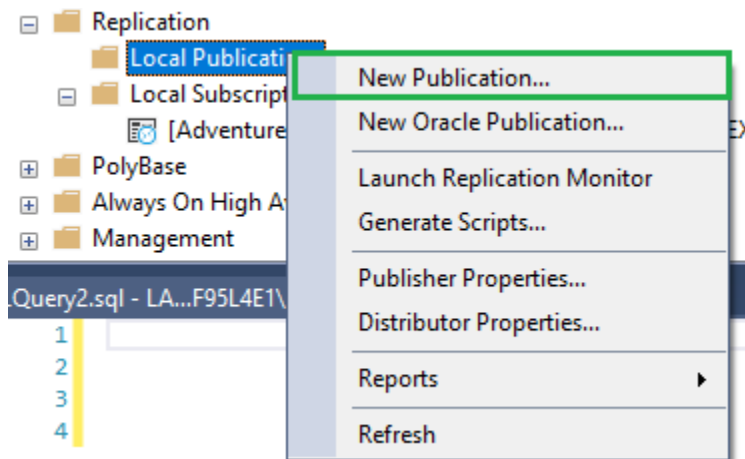 Replication
Local Publicati
New Publication...
Local Subscript
New Oracle Publication...
[Adventure
PolyBase
Launch Replication Monitor
Always On High A
Generate Scripts...
Management
Publisher Properties...
.Query2.sql - LA...F95L4E1\
Distributor Properties...
1
2
Reports
3
4
Refresh